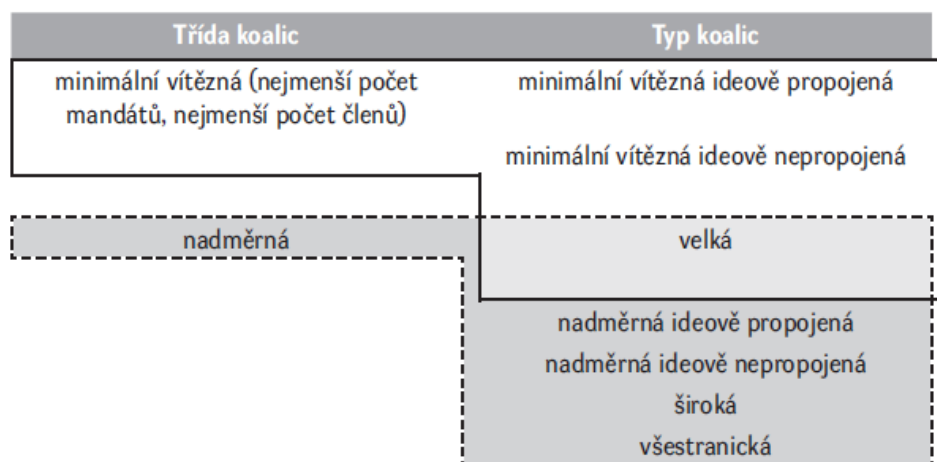 Třída koalic
Typ koalic
minimální vítězná (nejmenší počet
mandátů, nejmenší počet členů)
minimální vítězná ideově propojená
minimální vítězná ideově nepropojená
nadměrná
velká
nadměrná ideově propojená
nadměrná ideově nepropojená
široká
všestranická